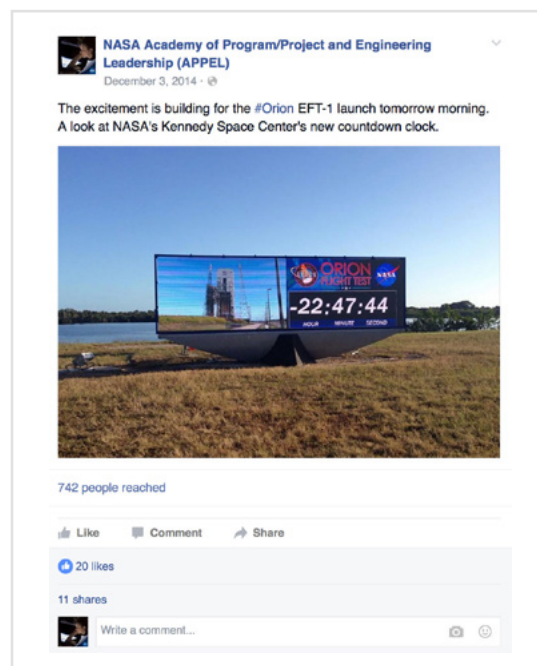 NASA Academy of Program/Project and Engineering
Leadership (APPEL)
December 3, 2014 ·
The excitement is building for the #Orion EFT-1 launch tomorrow morning.
A look at NASA's Kennedy Space Center's new countdown clock.
ORION
FLIGHT TEST
NASA
-22:47:44
HOUR MINUTE SECOND
742 people reached
Like Comment Share
20 likes
11 shares
Write a comment...